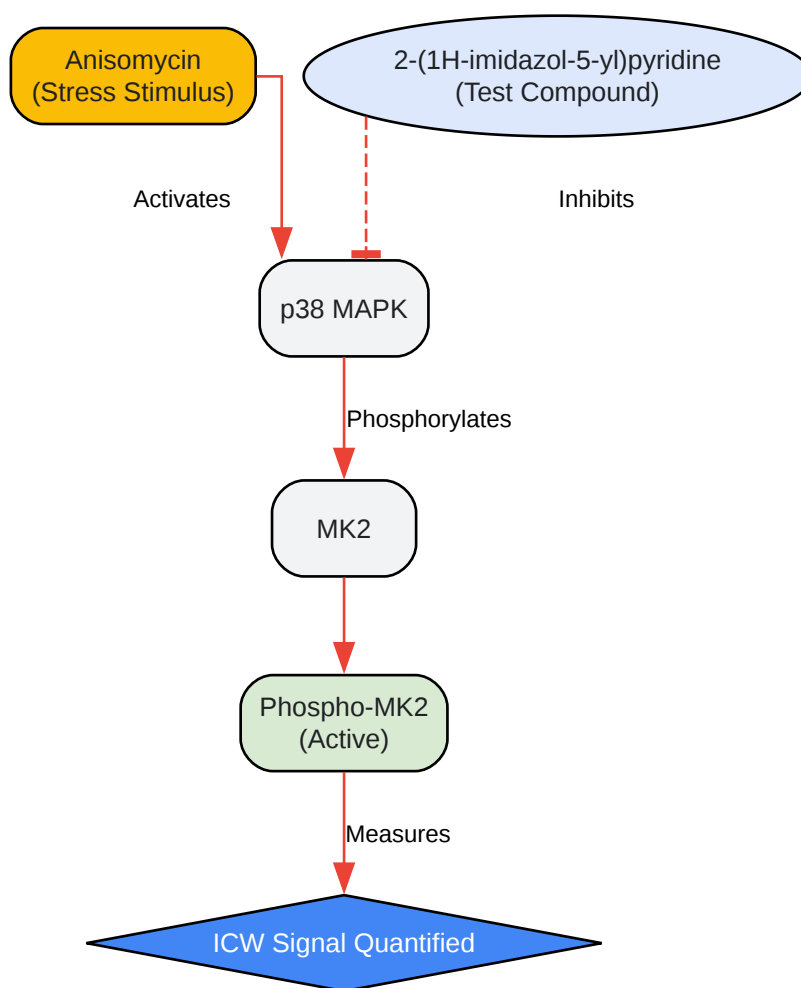 Anisomycin
(Stress Stimulus)
2-(1H-imidazol-5-yl)pyridine
(Test Compound)
Activates
Inhibits
p38 MAPK
Phosphorylates
MK2
Phospho-MK2
(Active)
Measures
ICW Signal Quantified